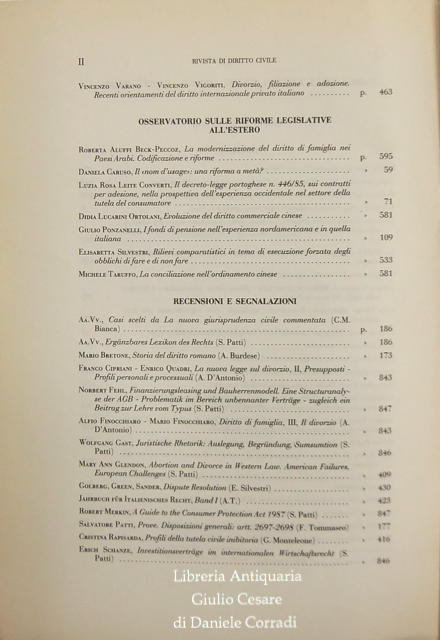 II
RIVISTA DI DIRITTO CIVILE
Vincenzo Varano - Vincenzo Vigoriti, Divorzio, filiazione e adozione.
Recenti orientamenti del diritto internazionale privato italiano .......... p. 463
OSSERVATORIO SULLE RIFORME LEGISLATIVE
ALL'ESTERO
Roberta Aluffi Beck-Peccoz, La modernizzazione del diritto di famiglia nei
Paesi Arabi. Codificazione e riforme .......... p. 595
Daniela Caruso, Il «nom d'usage»: una riforma a metà? .......... » 59
Luzia Rosa Leite Converti, Il decreto-legge portoghese n. 446/85, sui contratti
per adesione, nella prospettiva dell'esperienza occidentale nel settore della
tutela del consumatore .......... » 71
Didia Lucarini Ortolani, Evoluzione del diritto commerciale cinese .......... » 581
Giulio Ponzanelli, I fondi di pensione nell'esperienza nordamericana e in quella
italiana .......... » 109
Elisabetta Silvestri, Rilievi comparatistici in tema di esecuzione forzata degli
obblighi di fare e di non fare .......... » 533
Michele Taruffo, La conciliazione nell'ordinamento cinese .......... » 581
RECENSIONI E SEGNALAZIONI
Aa.Vv., Casi scelti da La nuova giurisprudenza civile commentata (C.M.
Bianca) .......... p. 186
Aa.Vv., Ergänzbares Lexikon des Rechts (S. Patti) .......... » 186
Mario Bretone, Storia del diritto romano (A. Burdese) .......... » 173
Franco Cipriani - Enrico Quadri, La nuova legge sul divorzio, II, Presupposti -
Profili personali e processuali (A. D'Antonio) .......... » 843
Norbert Fehl, Finanzierungsleasing und Bauherrenmodell. Eine Structuranaly-
se der AGB - Problematik im Bereich unbenannter Verträge - zugleich ein
Beitrag zur Lehre vom Typus (S. Patti) .......... » 847
Alfio Finocchiaro - Mario Finocchiaro, Diritto di famiglia, III, Il divorzio (A.
D'Antonio) .......... » 843
Wolfgang Gast, Juristische Rhetorik: Auslegung, Begründung, Sumsumtion (S.
Patti) .......... » 846
Mary Ann Glendon, Abortion and Divorce in Western Law. American Failures,
European Challenges (S. Patti) .......... » 409
Golberg, Green, Sander, Dispute Resolution (E. Silvestri) .......... » 430
Jahrbuch für Italienisches Recht, Band I (A.T.) .......... » 423
Robert Merkin, A Guide to the Consumer Protection Act 1987 (S. Patti) .......... » 847
Salvatore Patti, Prove. Disposizioni generali: artt. 2697-2698 (F. Tommaseo) » 177
Cristina Rapisarda, Profili della tutela civile inibitoria (G. Monteleone) .......... » 416
Erich Schanze, Investitionsverträge im internationalen Wirtschaftsrecht (S.
Patti) .......... » 846
Libreria Antiquaria
Giulio Cesare
di Daniele Corradi